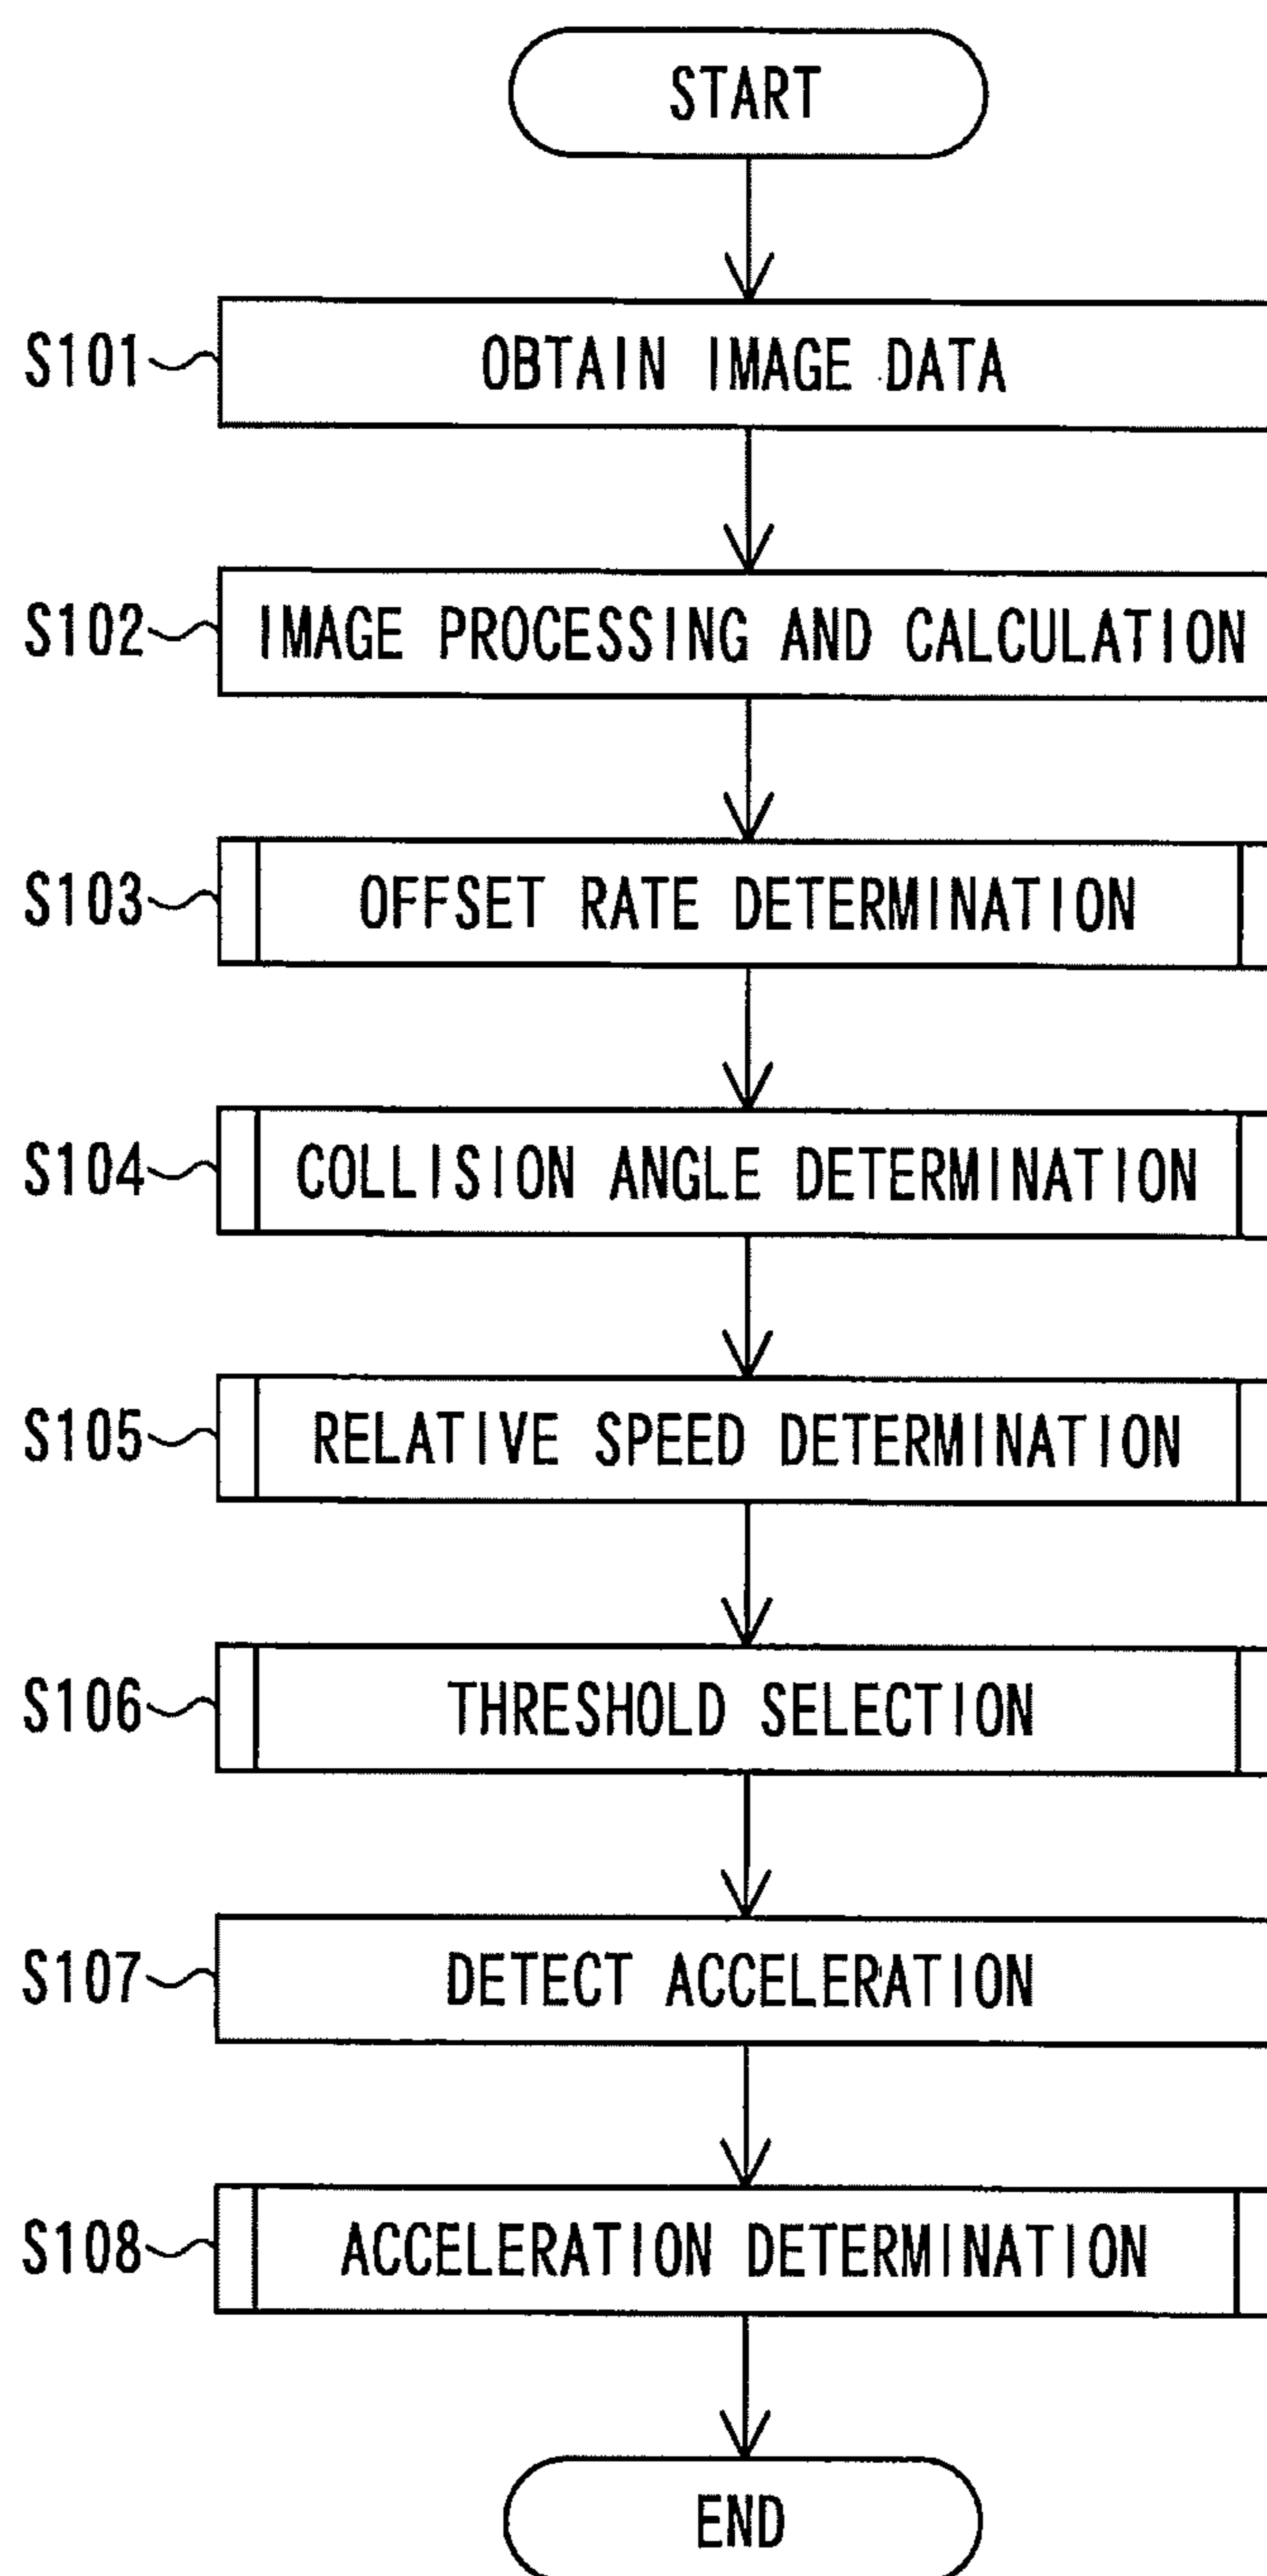 START
S101 OBTAIN IMAGE DATA
S102 IMAGE PROCESSING AND CALCULATION
S103 OFFSET RATE DETERMINATION
S104 COLLISION ANGLE DETERMINATION
S105 RELATIVE SPEED DETERMINATION
S106 THRESHOLD SELECTION
S107 DETECT ACCELERATION
S108 ACCELERATION DETERMINATION
END